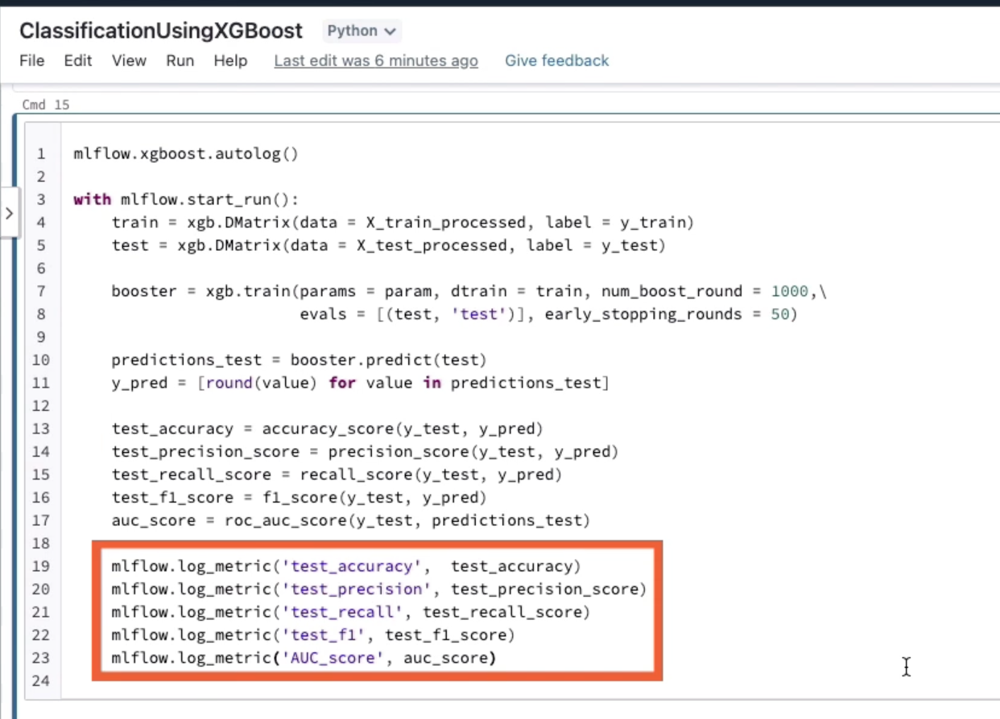 ClassificationUsingXGBoost Python
File Edit View Run Help Last edit was 6 minutes ago Give feedback
Cmd 15
1 mlflow.xgboost.autolog()
2
3 with mlflow.start_run():
4 train = xgb.DMatrix(data = X_train_processed, label = y_train)
5 test = xgb.DMatrix(data = X_test_processed, label = y_test)
6
7 booster = xgb.train(params = param, dtrain = train, num_boost_round = 1000,\
8 evals = [(test, 'test')], early_stopping_rounds = 50)
9
10 predictions_test = booster.predict(test)
11 y_pred = [round(value) for value in predictions_test]
12
13 test_accuracy = accuracy_score(y_test, y_pred)
14 test_precision_score = precision_score(y_test, y_pred)
15 test_recall_score = recall_score(y_test, y_pred)
16 test_f1_score = f1_score(y_test, y_pred)
17 auc_score = roc_auc_score(y_test, predictions_test)
18
19 mlflow.log_metric('test_accuracy', test_accuracy)
20 mlflow.log_metric('test_precision', test_precision_score)
21 mlflow.log_metric('test_recall', test_recall_score)
22 mlflow.log_metric('test_f1', test_f1_score)
23 mlflow.log_metric('AUC_score', auc_score)
24